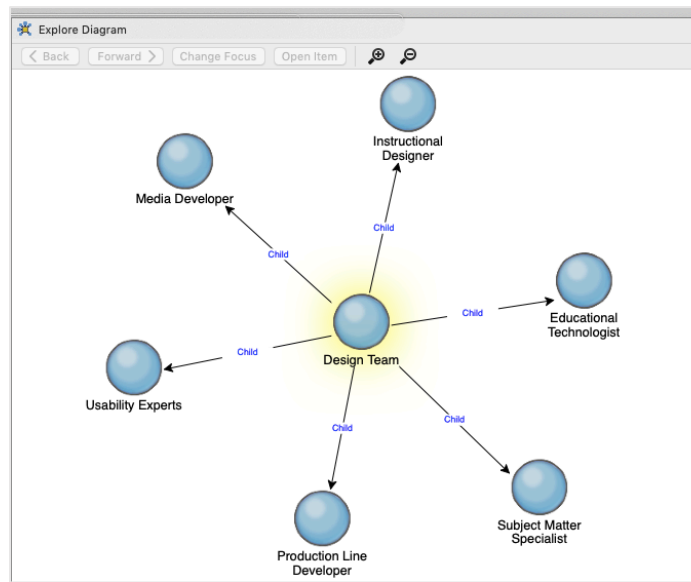 Explore Diagram
Back
Forward
Change Focus
Open Item
Instructional
Designer
Media Developer
Child
Child
Educational
Technologist
Child
Design Team
Child
Usability Experts
Child
Child
Subject Matter
Specialist
Production Line
Developer